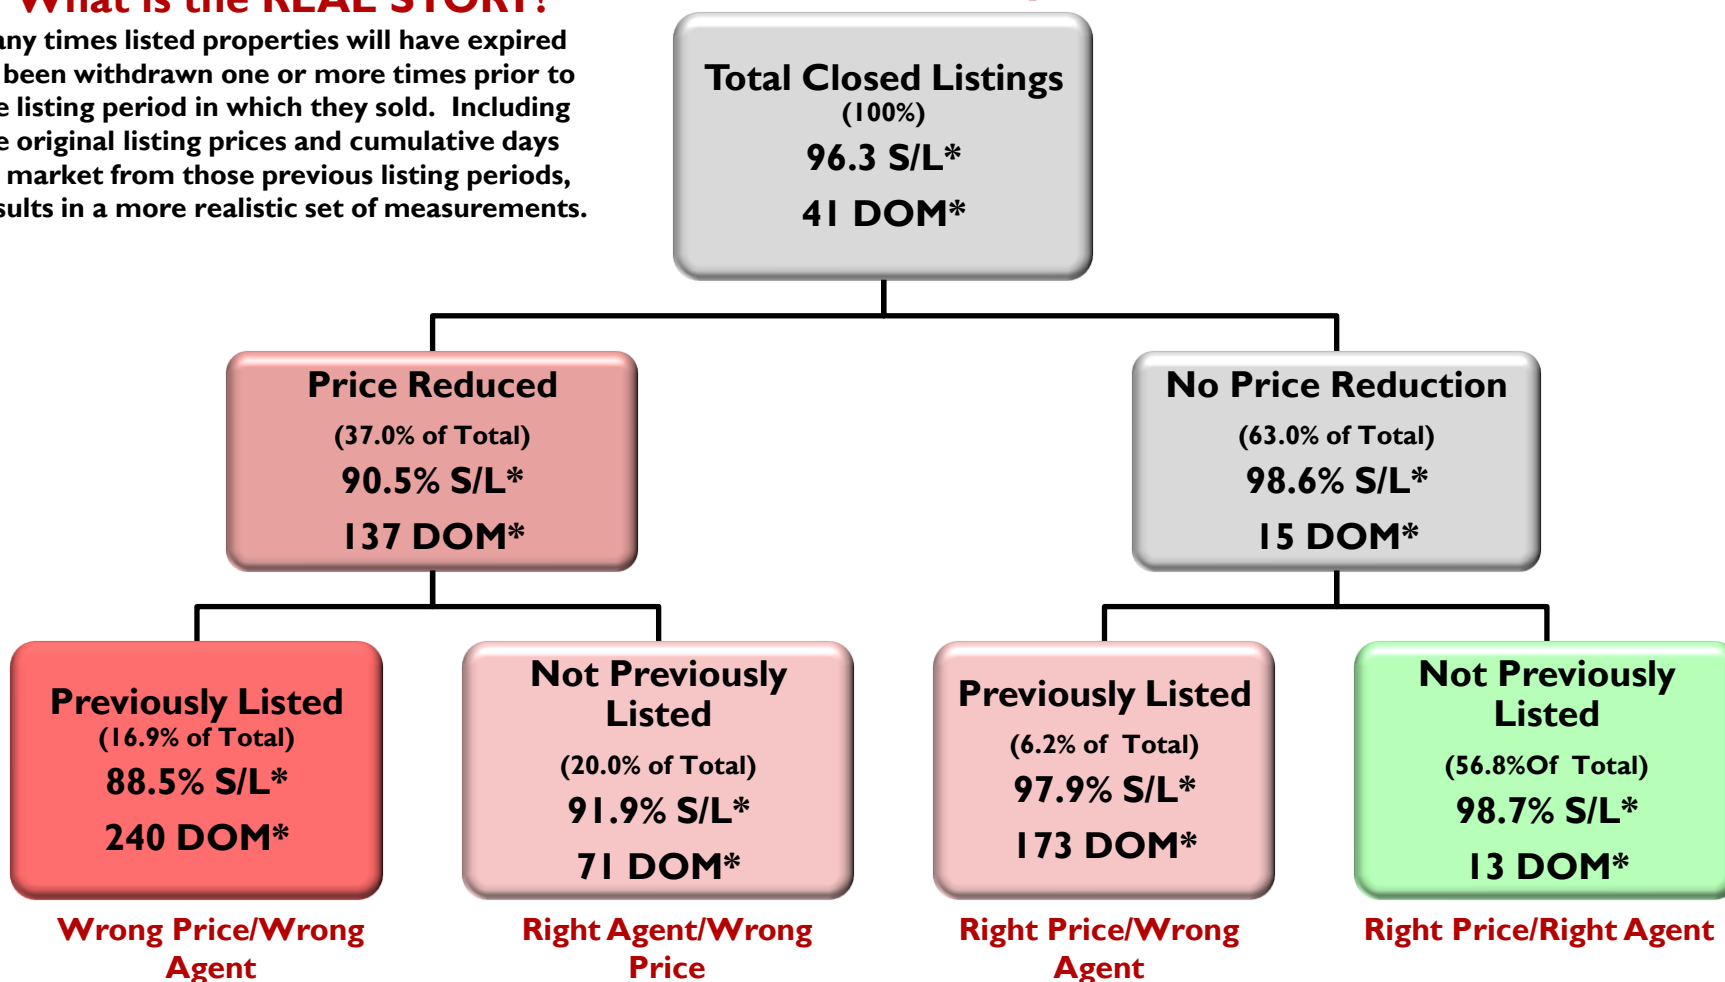 What is the REAL STORY?
any times listed properties will have expired
been withdrawn one or more times prior to
e listing period in which they sold. Including
e original listing prices and cumulative days
market from those previous listing periods,
sults in a more realistic set of measurements.
Total Closed Listings
(100%)
96.3 S/L*
41 DOM*
Price Reduced
(37.0% of Total)
90.5% S/L*
137 DOM*
No Price Reduction
(63.0% of Total)
98.6% S/L*
15 DOM*
Previously Listed
(16.9% of Total)
88.5% S/L*
240 DOM*
Not Previously
Listed
(20.0% of Total)
91.9% S/L*
71 DOM*
Previously Listed
(6.2% of Total)
97.9% S/L*
173 DOM*
Not Previously
Listed
(56.8%Of Total)
98.7% S/L*
13 DOM*
Wrong Price/Wrong
Agent
Right Agent/Wrong
Price
Right Price/Wrong
Agent
Right Price/Right Agent